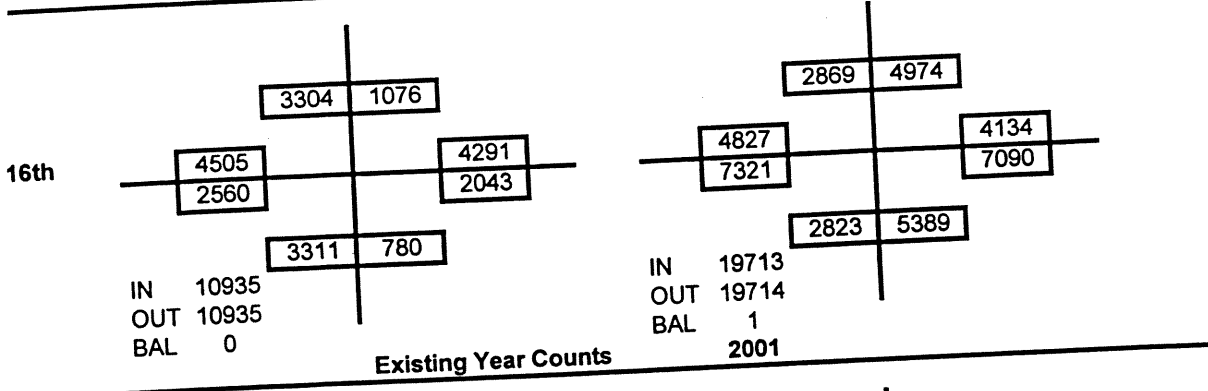 3304 1076
2869 4974
16th
4505
2560
4291
2043
4827
7321
4134
7090
3311 780
2823 5389
IN 10935
OUT 10935
BAL 0
IN 19713
OUT 19714
BAL 1
Existing Year Counts 2001